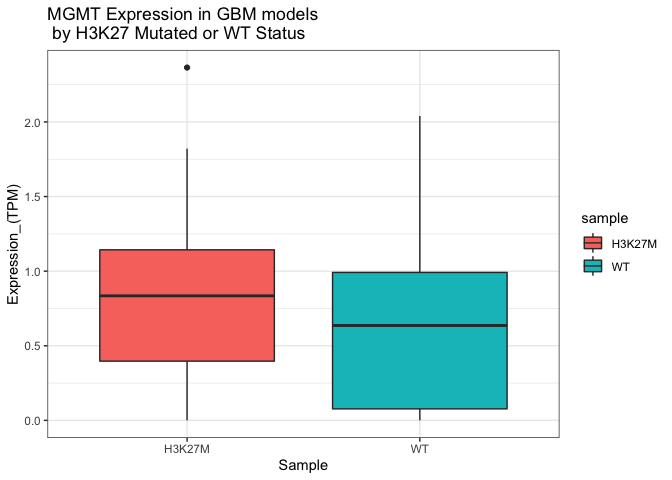 MGMT Expression in GBM models
by H3K27 Mutated or WT Status
2.0
1.5
1.0
0.5
0.0
Expression_(TPM)
H3K27M
WT
Sample
sample
H3K27M
WT